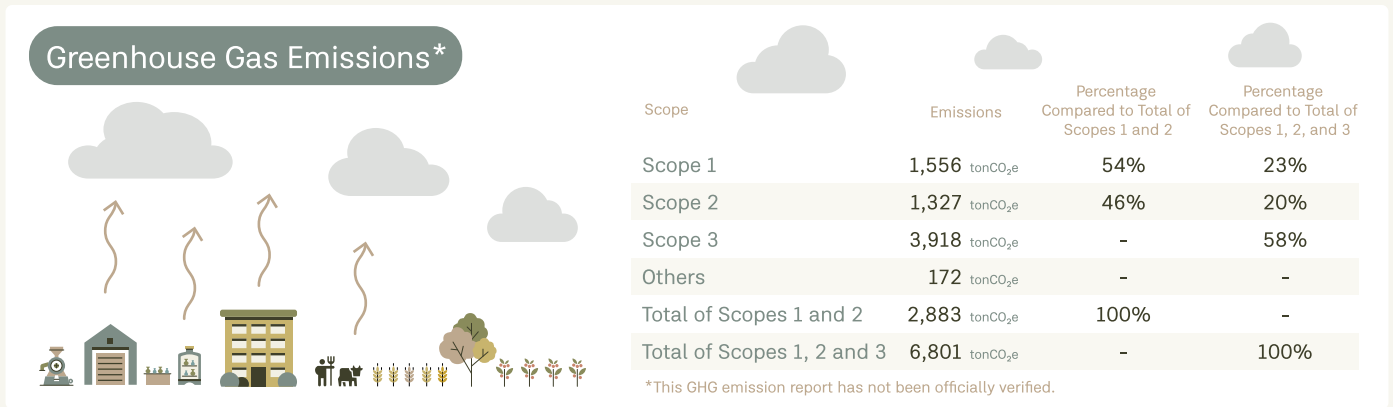 Greenhouse Gas Emissions*
Scope
Emissions
Percentage
Compared to Total of
Scopes 1 and 2
Percentage
Compared to Total of
Scopes 1, 2, and 3
Scope 1 1,556 tonCO₂e 54% 23%
Scope 2 1,327 tonCO₂e 46% 20%
Scope 3 3,918 tonCO₂e - 58%
Others 172 tonCO₂e - -
Total of Scopes 1 and 2 2,883 tonCO₂e 100% -
Total of Scopes 1, 2 and 3 6,801 tonCO₂e - 100%
*This GHG emission report has not been officially verified.